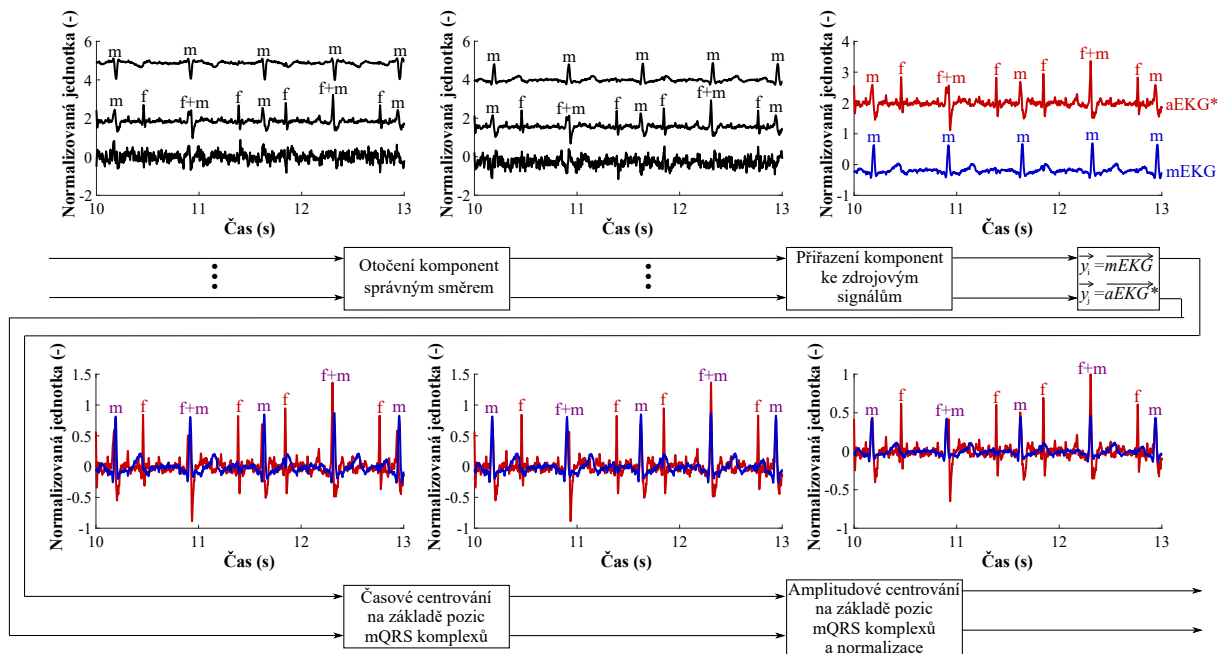 Normalizovaná jednotka (-)
6
4
2
0
-2
m m m m m
m f f+m f m f f+m f m
10 11 12 13
Čas (s)
Normalizovaná jednotka (-)
6
4
2
0
-2
m m m m m
m f f+m f m f f+m f m
10 11 12 13
Čas (s)
Normalizovaná jednotka (-)
4
3
2
1
0
-1
m f f+m f m f f+m f m
aEKG*
m m m m m
mEKG
10 11 12 13
Čas (s)
Otočení komponent
správným směrem
Přiřazení komponent
ke zdrojovým
signálům
y_i=mEKG
y_j=aEKG*
Normalizovaná jednotka (-)
1.5
1
0.5
0
-0.5
-1
m f f+m f m f f+m f m
10 11 12 13
Čas (s)
Normalizovaná jednotka (-)
1.5
1
0.5
0
-0.5
-1
m f f+m f m f f+m f m
10 11 12 13
Čas (s)
Normalizovaná jednotka (-)
1
0.5
0
-0.5
-1
m f f+m f m f f+m f m
10 11 12 13
Čas (s)
Časové centrování
na základě pozic
mQRS komplexů
Amplitudové centrování
na základě pozic
mQRS komplexů
a normalizace